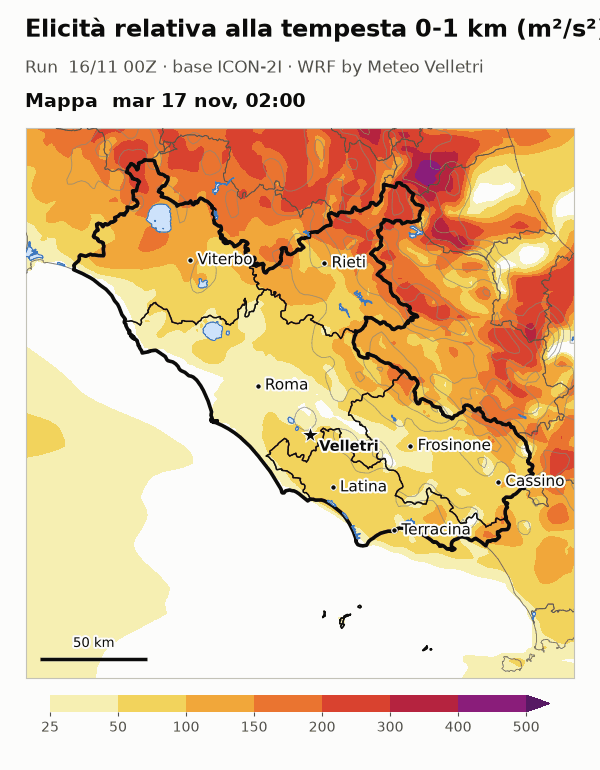 Elicità relativa alla tempesta 0-1 km (m²/s²)
Run  16/11 00Z · base ICON-2I · WRF by Meteo Velletri
Mappa  mar 17 nov, 02:00
Viterbo
Rieti
Roma
Velletri
Frosinone
Cassino
Latina
Terracina
50 km
25 50 100 150 200 300 400 500